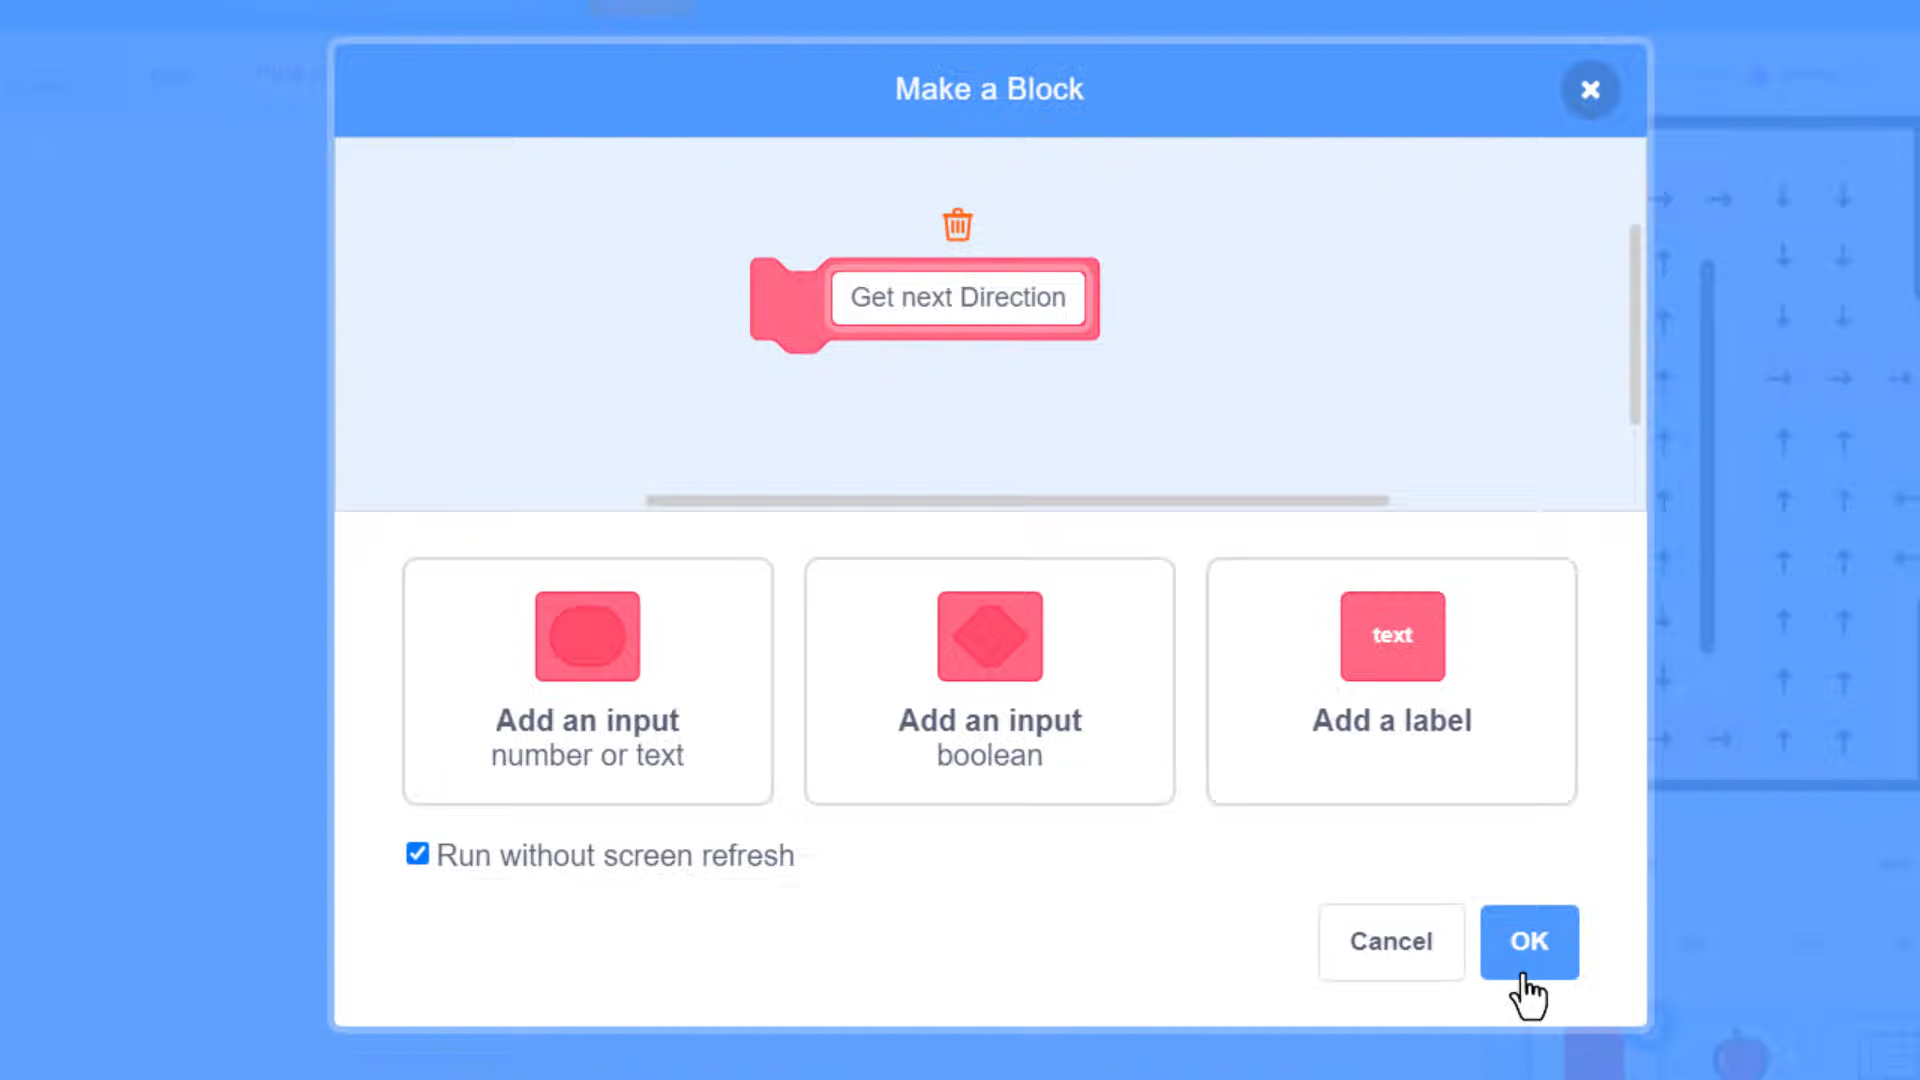 Make a Block
Get next Direction
text
Add an input
number or text
Add an input
boolean
Add a label
Run without screen refresh
Cancel
OK